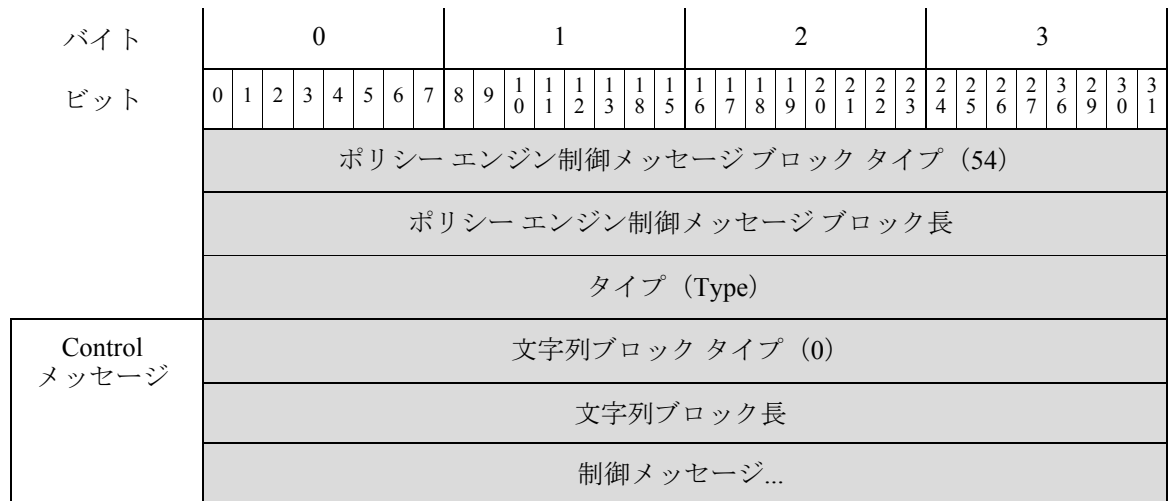 バイト 0 1 2 3
ビット 0 1 2 3 4 5 6 7 8 9 10 11 12 13 18 15 16 17 18 19 20 21 22 23 24 25 26 27 36 29 30 31
ポリシー エンジン制御メッセージ ブロック タイプ（54）
ポリシー エンジン制御メッセージ ブロック長
タイプ（Type）
Control
メッセージ
文字列ブロック タイプ（0）
文字列ブロック長
制御メッセージ...